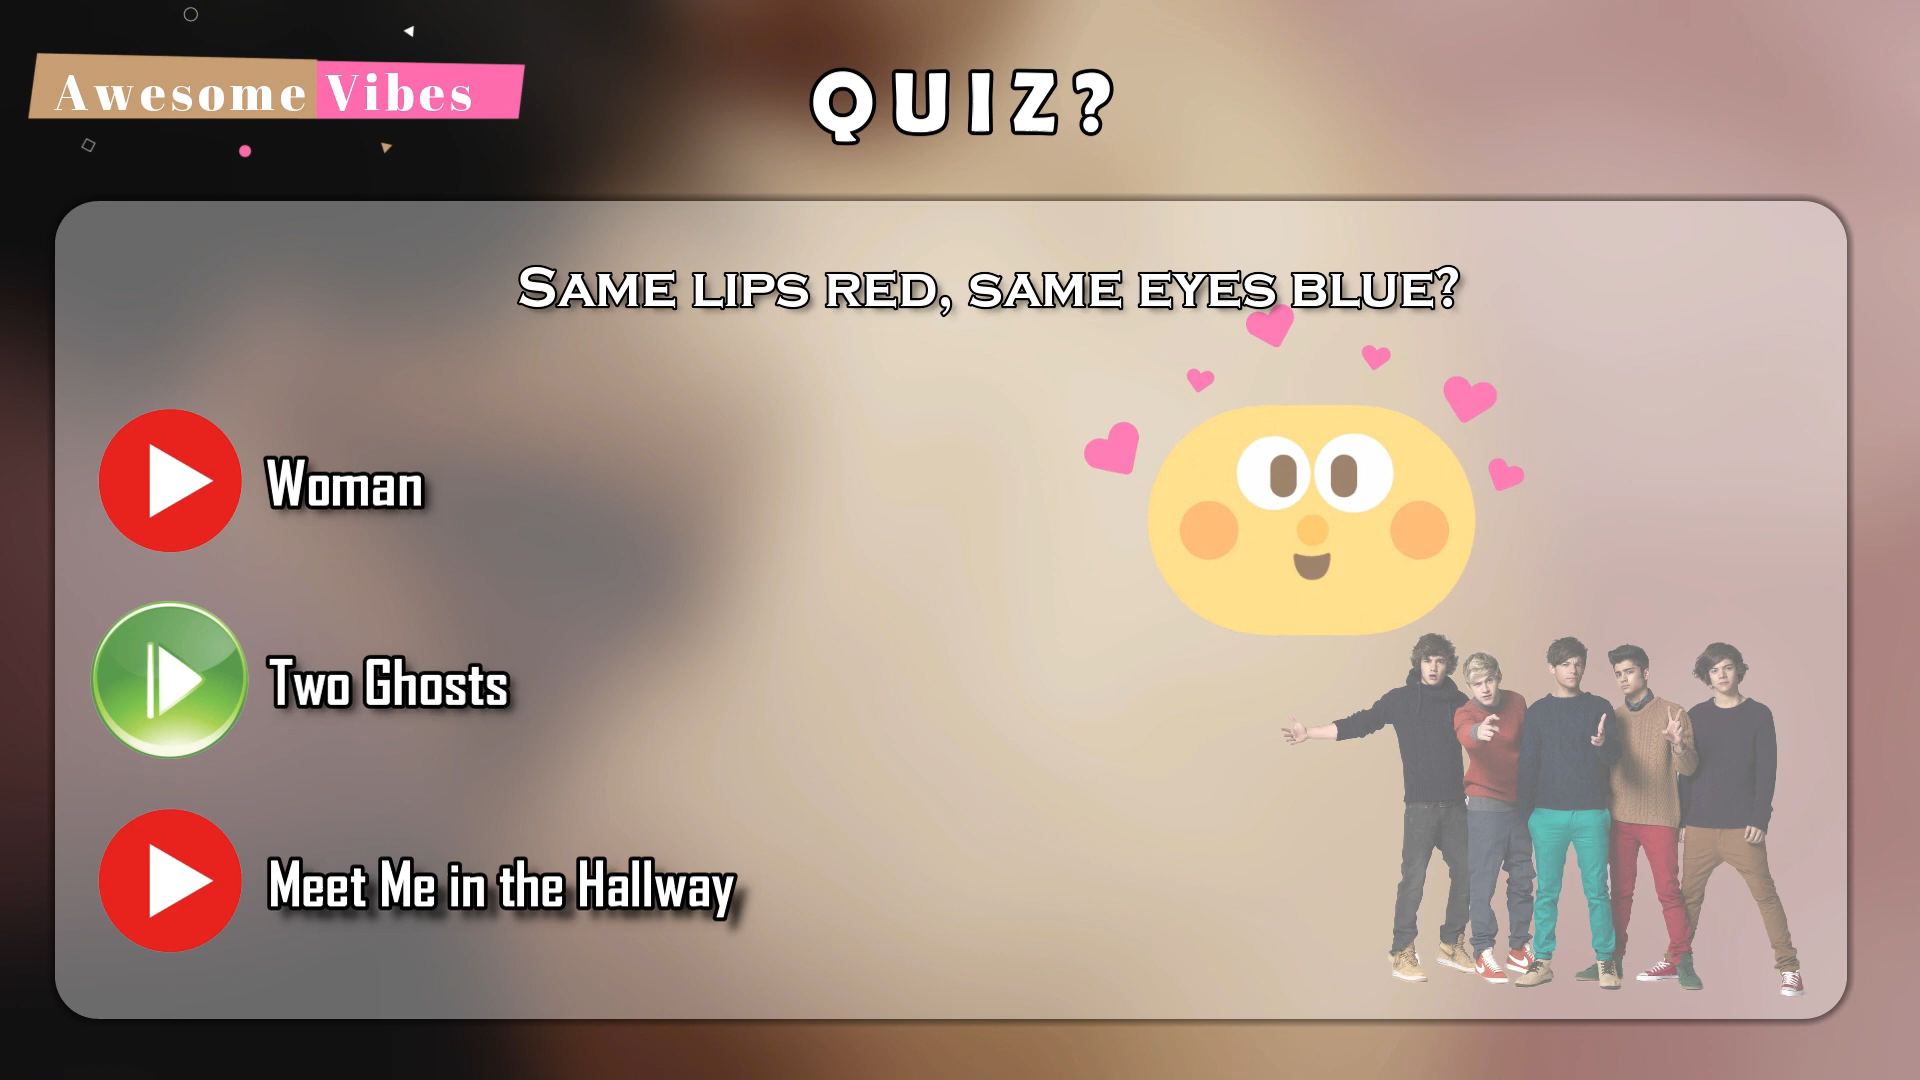 Awesome Vibes
QUIZ?
Same lips red, same eyes blue?
Woman
Two Ghosts
Meet Me in the Hallway